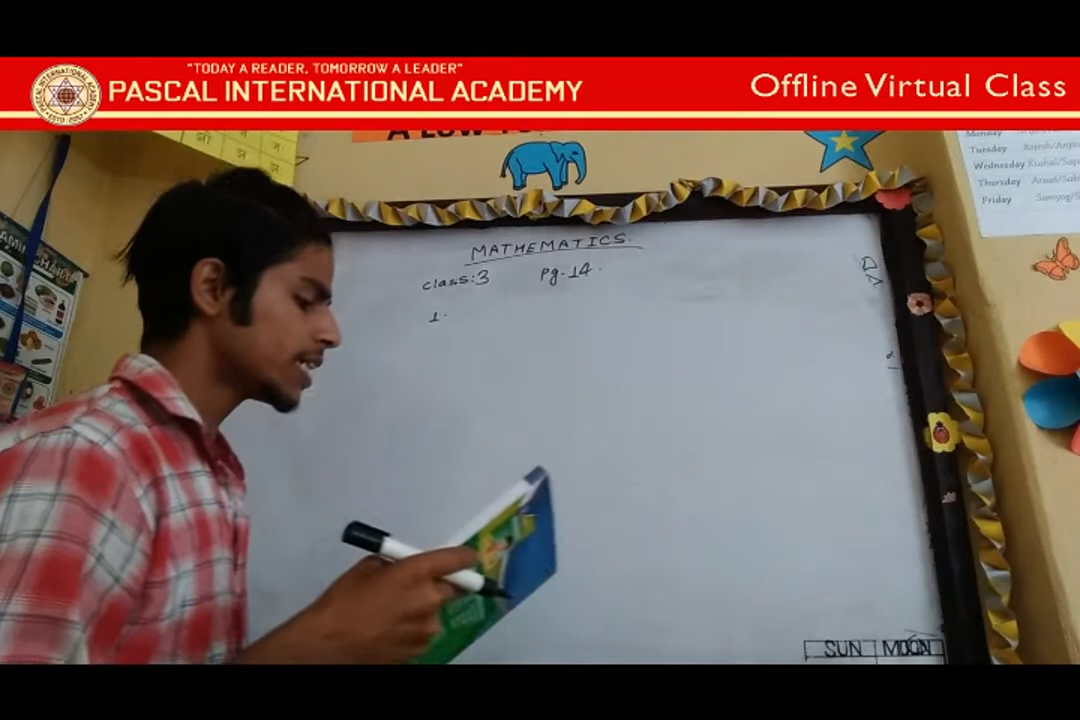 "TODAY A READER, TOMORROW A LEADER"
PASCAL INTERNATIONAL ACADEMY
Offline Virtual Class
MATHEMATICS.
class:3 Pg-14.
1.
Monday
Tuesday
Wednesday
Thursday
Friday
SUN MOON